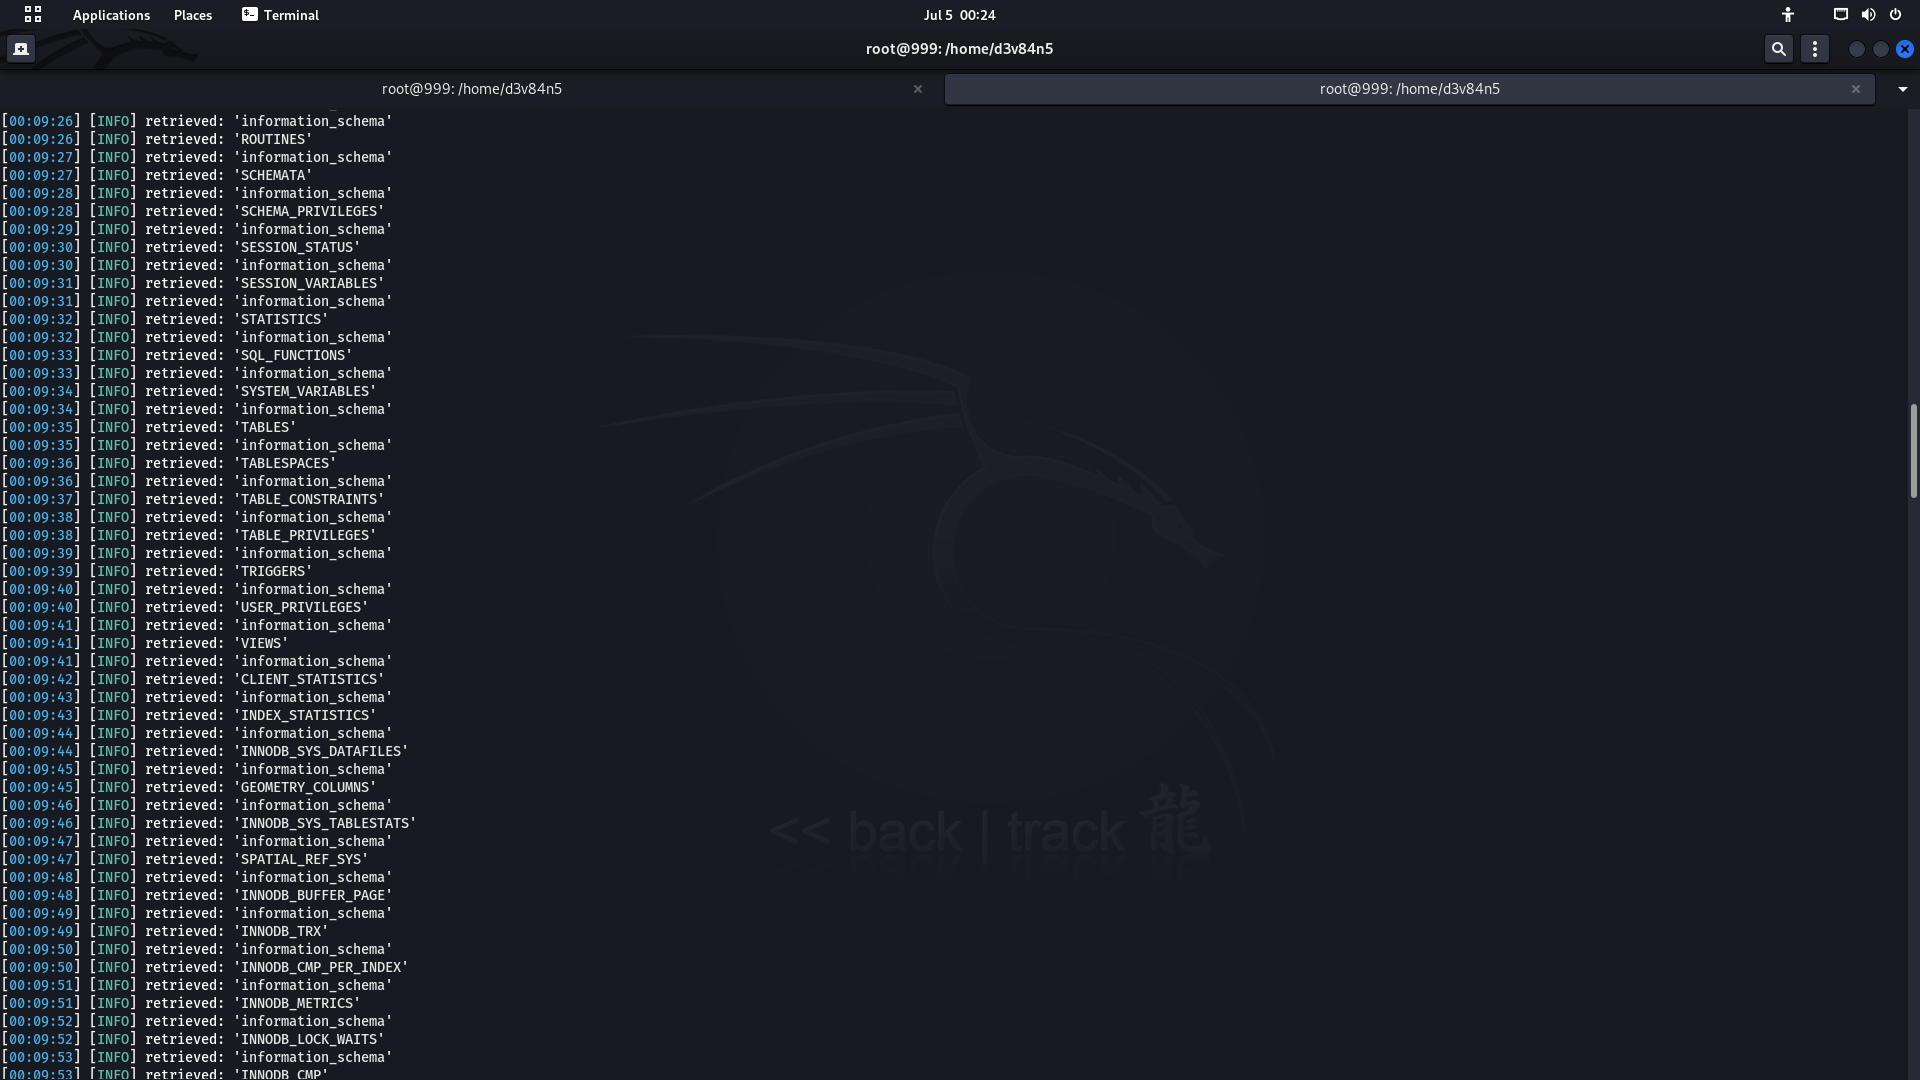 Applications Places Terminal Jul 5 00:24
root@999: /home/d3v84n5
root@999: /home/d3v84n5 root@999: /home/d3v84n5
[00:09:26] [INFO] retrieved: 'information_schema'
[00:09:26] [INFO] retrieved: 'ROUTINES'
[00:09:27] [INFO] retrieved: 'information_schema'
[00:09:27] [INFO] retrieved: 'SCHEMATA'
[00:09:28] [INFO] retrieved: 'information_schema'
[00:09:28] [INFO] retrieved: 'SCHEMA_PRIVILEGES'
[00:09:29] [INFO] retrieved: 'information_schema'
[00:09:30] [INFO] retrieved: 'SESSION_STATUS'
[00:09:30] [INFO] retrieved: 'information_schema'
[00:09:31] [INFO] retrieved: 'SESSION_VARIABLES'
[00:09:31] [INFO] retrieved: 'information_schema'
[00:09:32] [INFO] retrieved: 'STATISTICS'
[00:09:32] [INFO] retrieved: 'information_schema'
[00:09:33] [INFO] retrieved: 'SQL_FUNCTIONS'
[00:09:33] [INFO] retrieved: 'information_schema'
[00:09:34] [INFO] retrieved: 'SYSTEM_VARIABLES'
[00:09:34] [INFO] retrieved: 'information_schema'
[00:09:35] [INFO] retrieved: 'TABLES'
[00:09:35] [INFO] retrieved: 'information_schema'
[00:09:36] [INFO] retrieved: 'TABLESPACES'
[00:09:36] [INFO] retrieved: 'information_schema'
[00:09:37] [INFO] retrieved: 'TABLE_CONSTRAINTS'
[00:09:38] [INFO] retrieved: 'information_schema'
[00:09:38] [INFO] retrieved: 'TABLE_PRIVILEGES'
[00:09:39] [INFO] retrieved: 'information_schema'
[00:09:39] [INFO] retrieved: 'TRIGGERS'
[00:09:40] [INFO] retrieved: 'information_schema'
[00:09:40] [INFO] retrieved: 'USER_PRIVILEGES'
[00:09:41] [INFO] retrieved: 'information_schema'
[00:09:41] [INFO] retrieved: 'VIEWS'
[00:09:41] [INFO] retrieved: 'information_schema'
[00:09:42] [INFO] retrieved: 'CLIENT_STATISTICS'
[00:09:43] [INFO] retrieved: 'information_schema'
[00:09:43] [INFO] retrieved: 'INDEX_STATISTICS'
[00:09:44] [INFO] retrieved: 'information_schema'
[00:09:44] [INFO] retrieved: 'INNODB_SYS_DATAFILES'
[00:09:45] [INFO] retrieved: 'information_schema'
[00:09:45] [INFO] retrieved: 'GEOMETRY_COLUMNS'
[00:09:46] [INFO] retrieved: 'information_schema'
[00:09:46] [INFO] retrieved: 'INNODB_SYS_TABLESTATS'
[00:09:47] [INFO] retrieved: 'information_schema'
[00:09:47] [INFO] retrieved: 'SPATIAL_REF_SYS'
[00:09:48] [INFO] retrieved: 'information_schema'
[00:09:48] [INFO] retrieved: 'INNODB_BUFFER_PAGE'
[00:09:49] [INFO] retrieved: 'information_schema'
[00:09:49] [INFO] retrieved: 'INNODB_TRX'
[00:09:50] [INFO] retrieved: 'information_schema'
[00:09:50] [INFO] retrieved: 'INNODB_CMP_PER_INDEX'
[00:09:51] [INFO] retrieved: 'information_schema'
[00:09:51] [INFO] retrieved: 'INNODB_METRICS'
[00:09:52] [INFO] retrieved: 'information_schema'
[00:09:52] [INFO] retrieved: 'INNODB_LOCK_WAITS'
[00:09:53] [INFO] retrieved: 'information_schema'
[00:09:53] [INFO] retrieved: 'INNODB_CMP'
<< back | track 龍